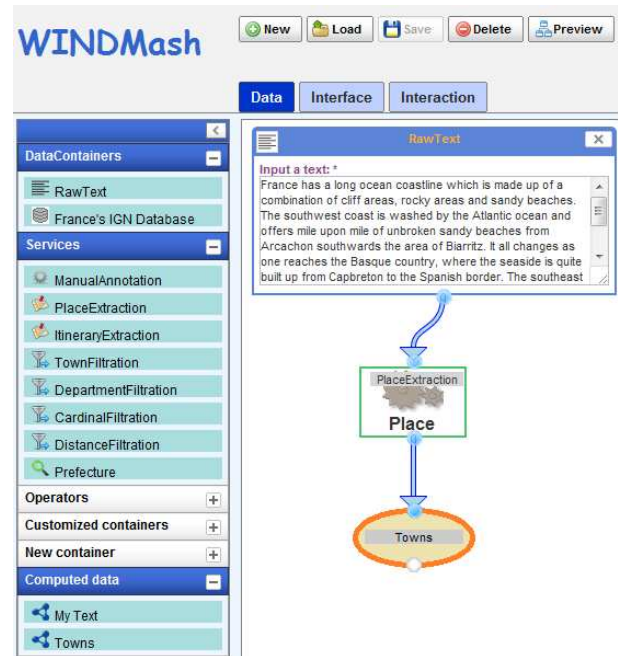 WINDMash
New Load Save Delete Preview
Data Interface Interaction
DataContainers
RawText
France's IGN Database
Services
ManualAnnotation
PlaceExtraction
ItineraryExtraction
TownFiltration
DepartmentFiltration
CardinalFiltration
DistanceFiltration
Prefecture
Operators
Customized containers
New container
Computed data
My Text
Towns
RawText
Input a text: *
France has a long ocean coastline which is made up of a
combination of cliff areas, rocky areas and sandy beaches.
The southwest coast is washed by the Atlantic ocean and
offers mile upon mile of unbroken sandy beaches from
Arcachon southwards the area of Biarritz. It all changes as
one reaches the Basque country, where the seaside is quite
built up from Capbreton to the Spanish border. The southeast
PlaceExtraction
Place
Towns